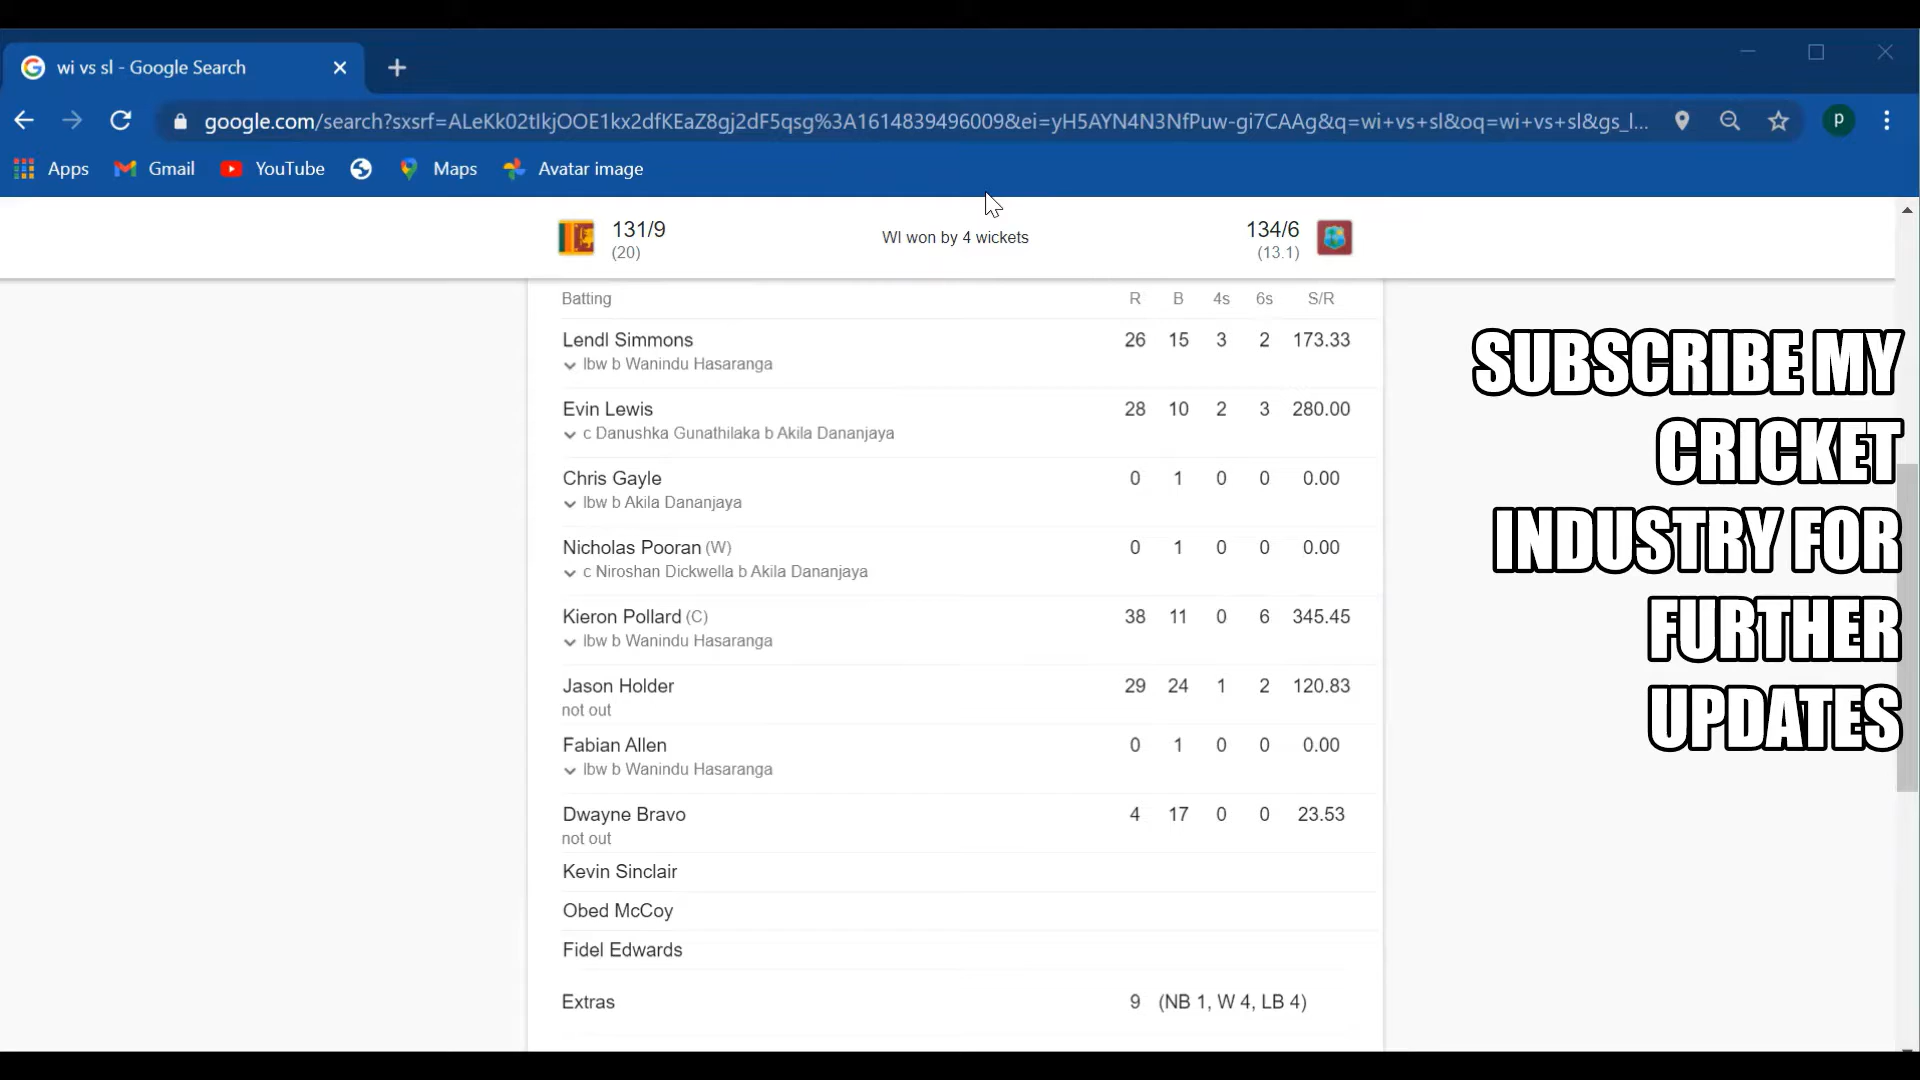 wi vs sl - Google Search
google.com/search?sxsrf=ALeKk02tIkjOOE1kx2dfKEaZ8gj2dF5qsg%3A1614839496009&ei=yH5AYN4N3NfPuw-gi7CAAg&q=wi+vs+sl&oq=wi+vs+sl&gs_l...
P
Apps Gmail YouTube Maps Avatar image
131/9 WI won by 4 wickets 134/6
(20) (13.1)
Batting R B 4s 6s S/R
Lendl Simmons 26 15 3 2 173.33
lbw b Wanindu Hasaranga
Evin Lewis 28 10 2 3 280.00
c Danushka Gunathilaka b Akila Dananjaya
Chris Gayle 0 1 0 0 0.00
lbw b Akila Dananjaya
Nicholas Pooran (W) 0 1 0 0 0.00
c Niroshan Dickwella b Akila Dananjaya
Kieron Pollard (C) 38 11 0 6 345.45
lbw b Wanindu Hasaranga
Jason Holder 29 24 1 2 120.83
not out
Fabian Allen 0 1 0 0 0.00
lbw b Wanindu Hasaranga
Dwayne Bravo 4 17 0 0 23.53
not out
Kevin Sinclair
Obed McCoy
Fidel Edwards
Extras 9 (NB 1, W 4, LB 4)
SUBSCRIBE MY
CRICKET
INDUSTRY FOR
FURTHER
UPDATES